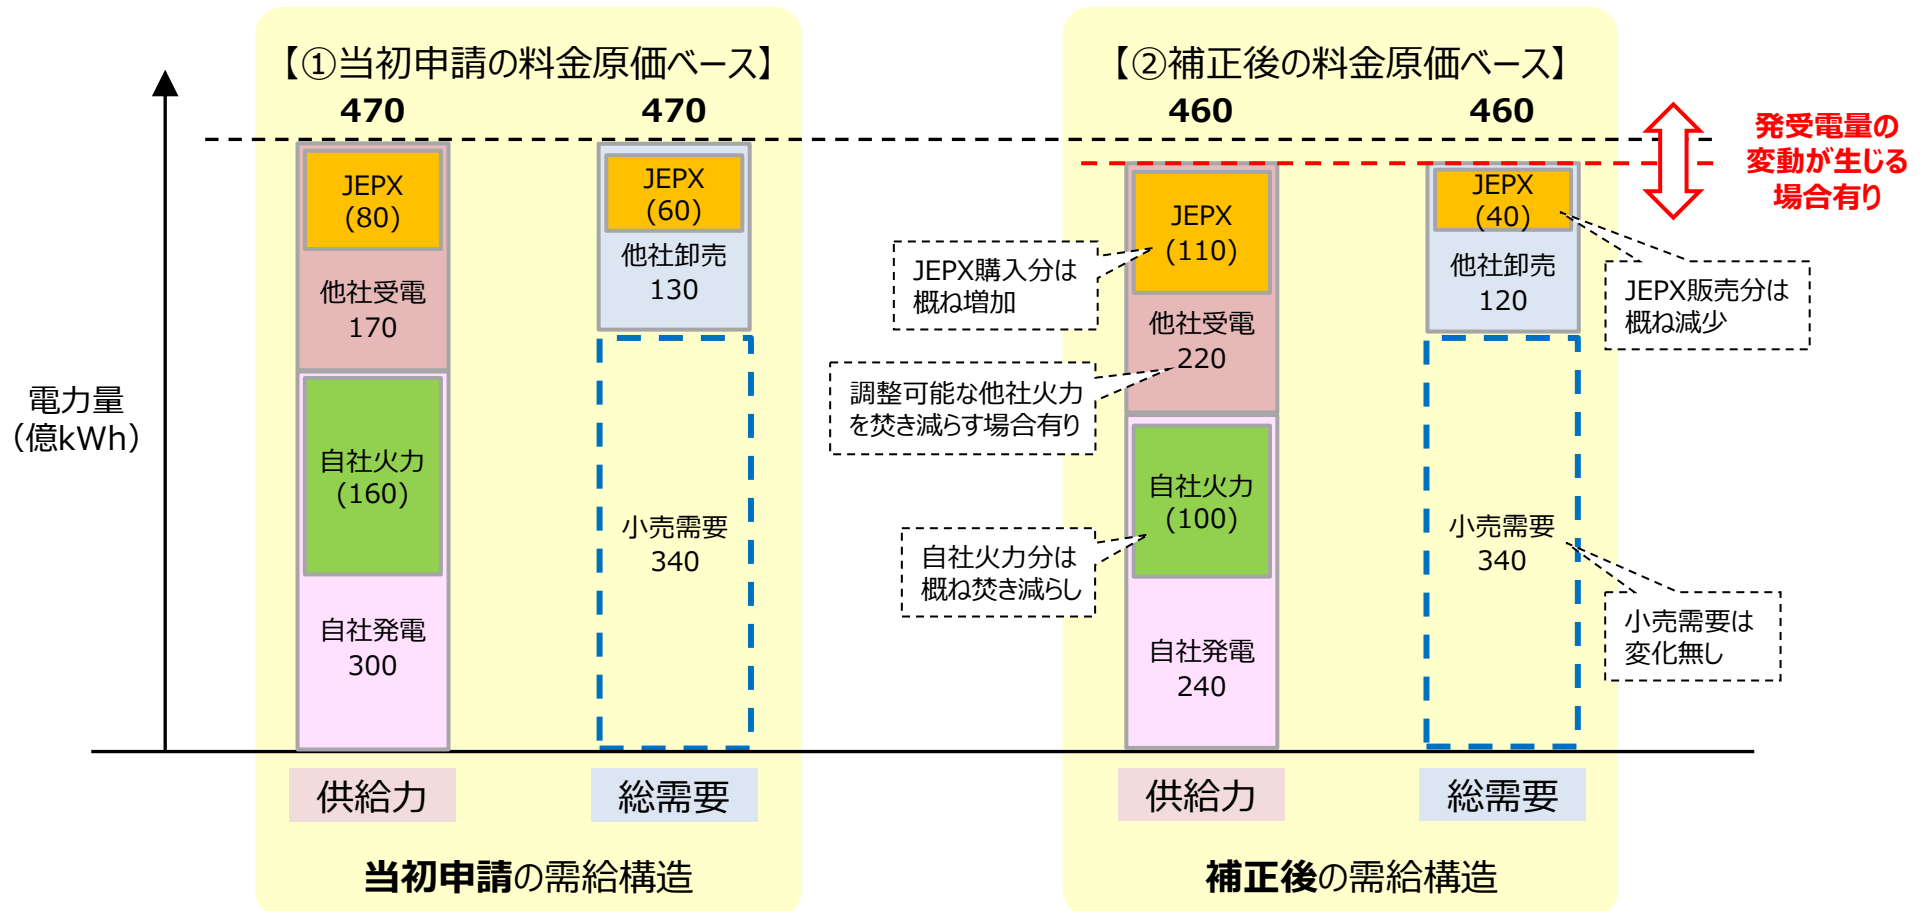 【①当初申請の料金原価ベース】
470
470
JEPX
(80)
他社受電
170
自社火力
(160)
自社発電
300
JEPX
(60)
他社卸売
130
小売需要
340
電力量
（億kWh）
供給力
総需要
当初申請の需給構造
【②補正後の料金原価ベース】
460
460
JEPX
(110)
他社受電
220
自社火力
(100)
自社発電
240
JEPX
(40)
他社卸売
120
小売需要
340
JEPX購入分は
概ね増加
調整可能な他社火力
を焚き減らす場合有り
自社火力分は
概ね焚き減らし
JEPX販売分は
概ね減少
小売需要は
変化無し
発受電量の
変動が生じる
場合有り
供給力
総需要
補正後の需給構造